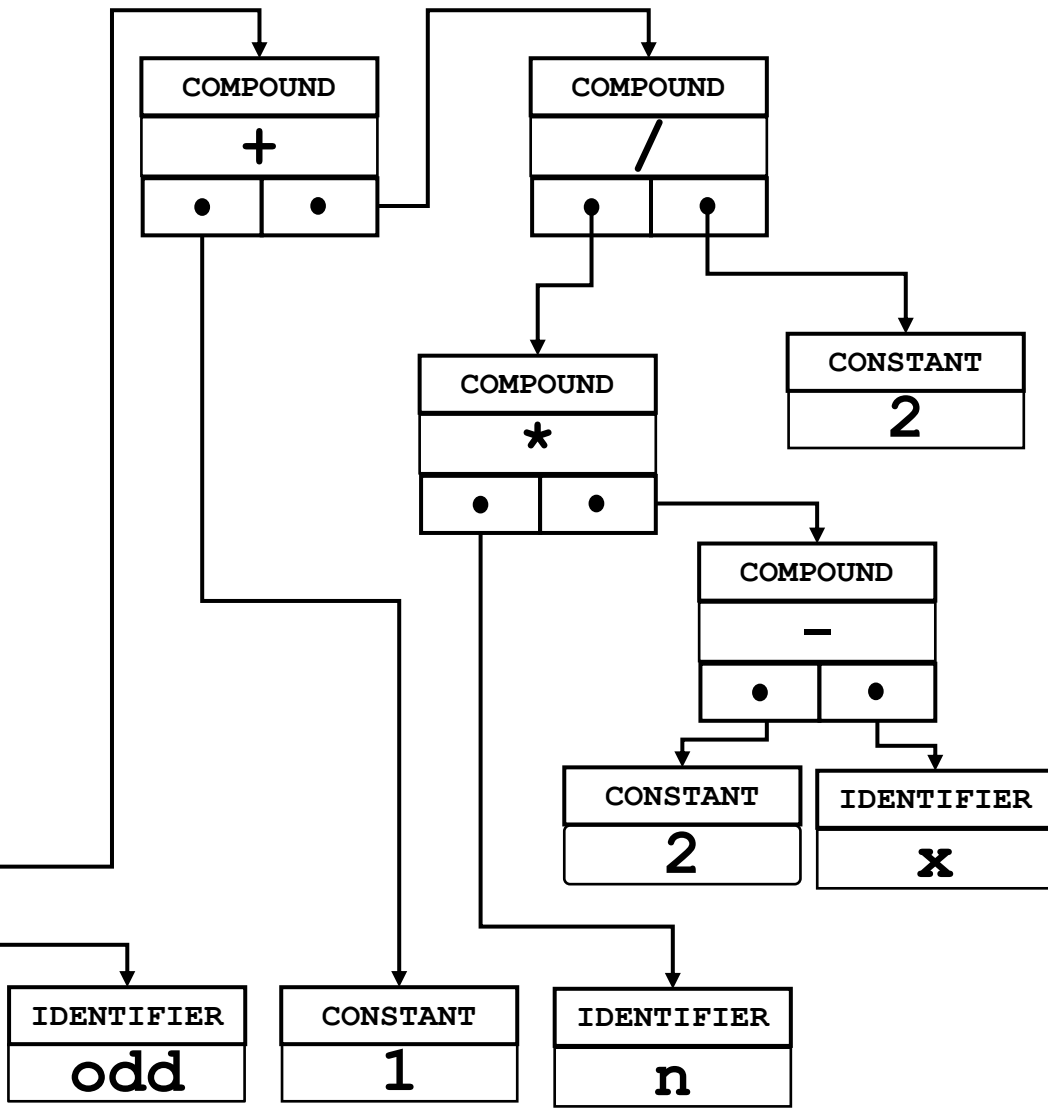 COMPOUND
+
COMPOUND
/
COMPOUND
*
CONSTANT
2
COMPOUND
-
CONSTANT
2
IDENTIFIER
x
IDENTIFIER
odd
CONSTANT
1
IDENTIFIER
n